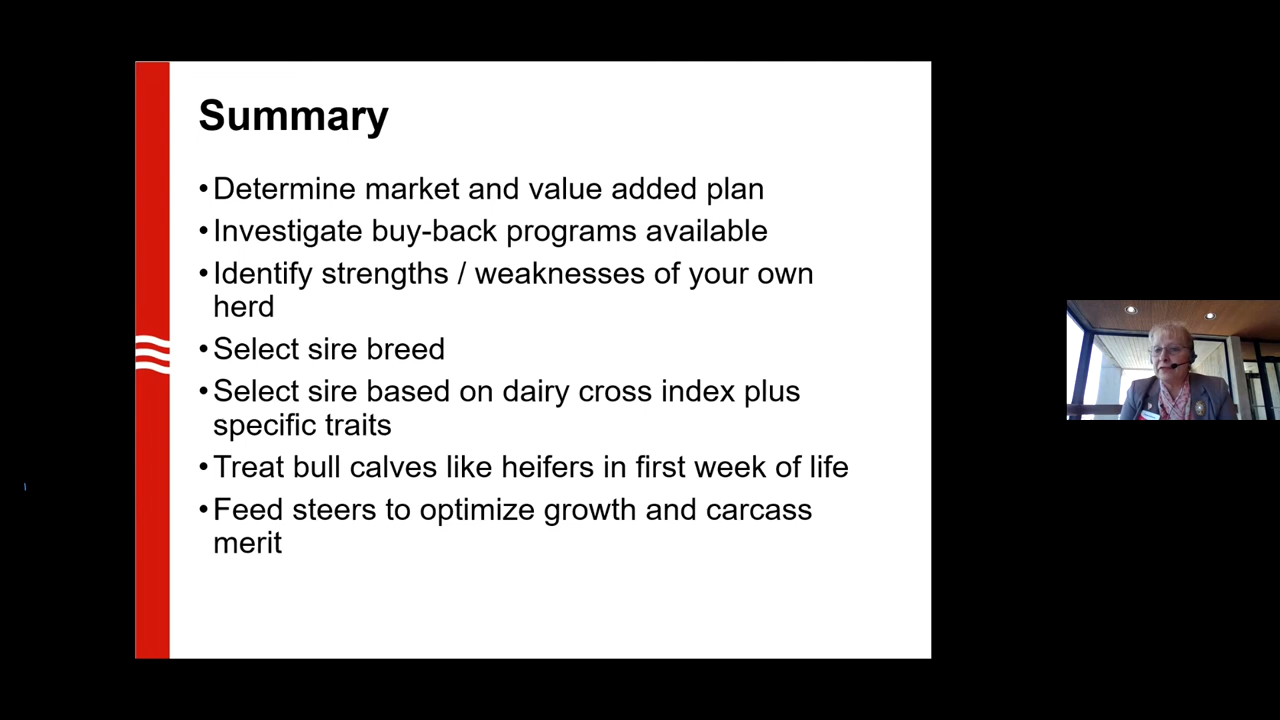 Summary
•Determine market and value added plan
•Investigate buy-back programs available
•Identify strengths / weaknesses of your own
herd
•Select sire breed
•Select sire based on dairy cross index plus
specific traits
•Treat bull calves like heifers in first week of life
•Feed steers to optimize growth and carcass
merit